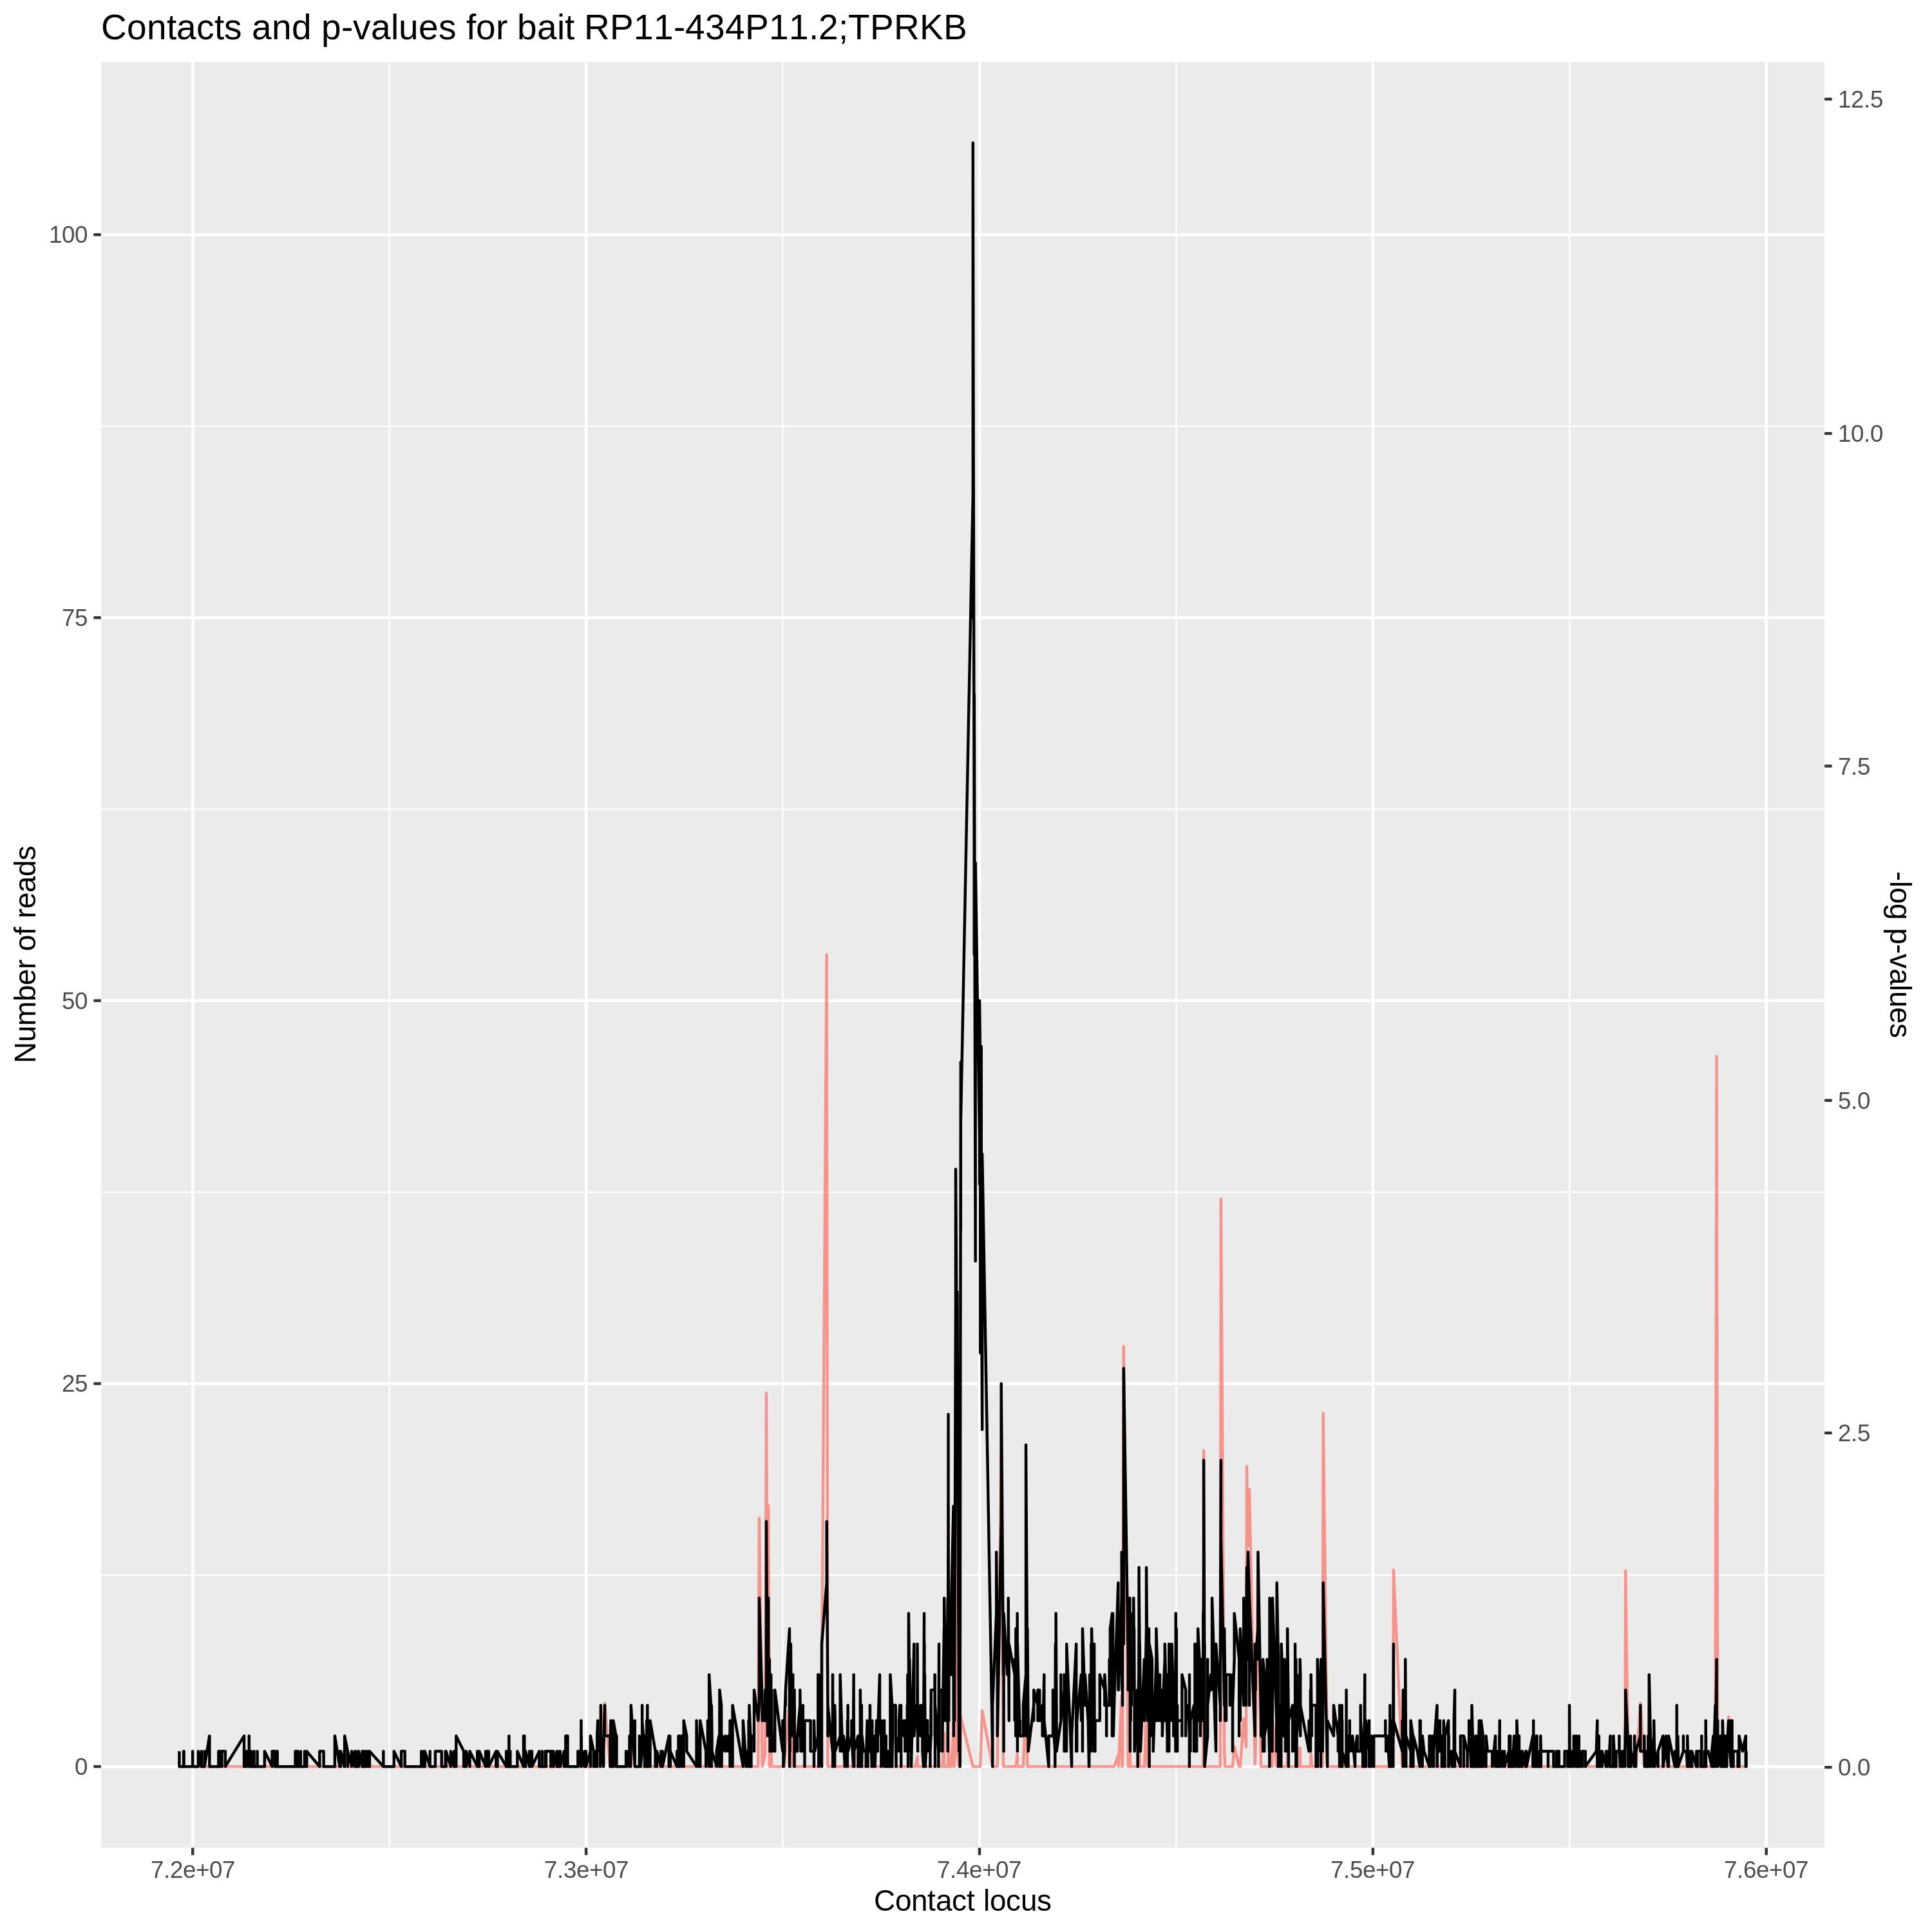 Contacts and p-values for bait RP11-434P11.2;TPRKB
Number of reads
100
75
50
25
0
12.5
10.0
7.5
5.0
2.5
0.0
-log p-values
7.2e+07 7.3e+07 7.4e+07 7.5e+07 7.6e+07
Contact locus